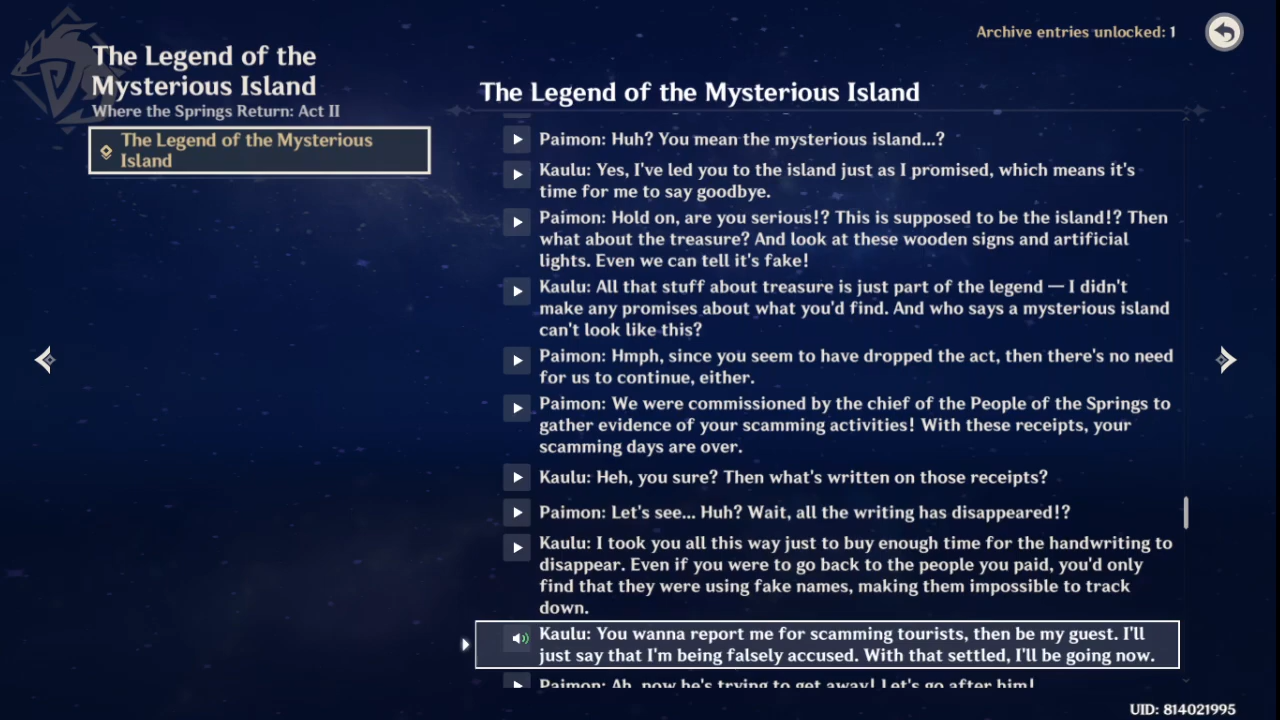 The Legend of the
Mysterious Island
Where the Springs Return: Act II
The Legend of the Mysterious
Island
Archive entries unlocked: 1
The Legend of the Mysterious Island
Paimon: Huh? You mean the mysterious island...?
Kaulu: Yes, I've led you to the island just as I promised, which means it's
time for me to say goodbye.
Paimon: Hold on, are you serious!? This is supposed to be the island!? Then
what about the treasure? And look at these wooden signs and artificial
lights. Even we can tell it's fake!
Kaulu: All that stuff about treasure is just part of the legend — I didn't
make any promises about what you'd find. And who says a mysterious island
can't look like this?
Paimon: Hmph, since you seem to have dropped the act, then there's no need
for us to continue, either.
Paimon: We were commissioned by the chief of the People of the Springs to
gather evidence of your scamming activities! With these receipts, your
scamming days are over.
Kaulu: Heh, you sure? Then what's written on those receipts?
Paimon: Let's see... Huh? Wait, all the writing has disappeared!?
Kaulu: I took you all this way just to buy enough time for the handwriting to
disappear. Even if you were to go back to the people you paid, you'd only
find that they were using fake names, making them impossible to track
down.
Kaulu: You wanna report me for scamming tourists, then be my guest. I'll
just say that I'm being falsely accused. With that settled, I'll be going now.
Paimon: Ah, now he's trying to get away! Let's go after him!
UID: 814021995